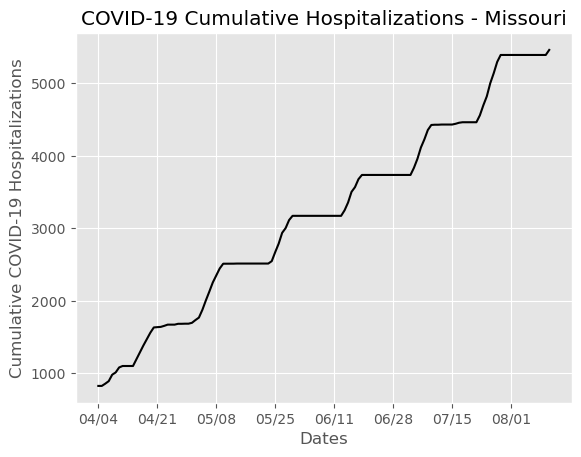 COVID-19 Cumulative Hospitalizations - Missouri
Cumulative COVID-19 Hospitalizations
5000
4000
3000
2000
1000
04/04 04/21 05/08 05/25 06/11 06/28 07/15 08/01
Dates